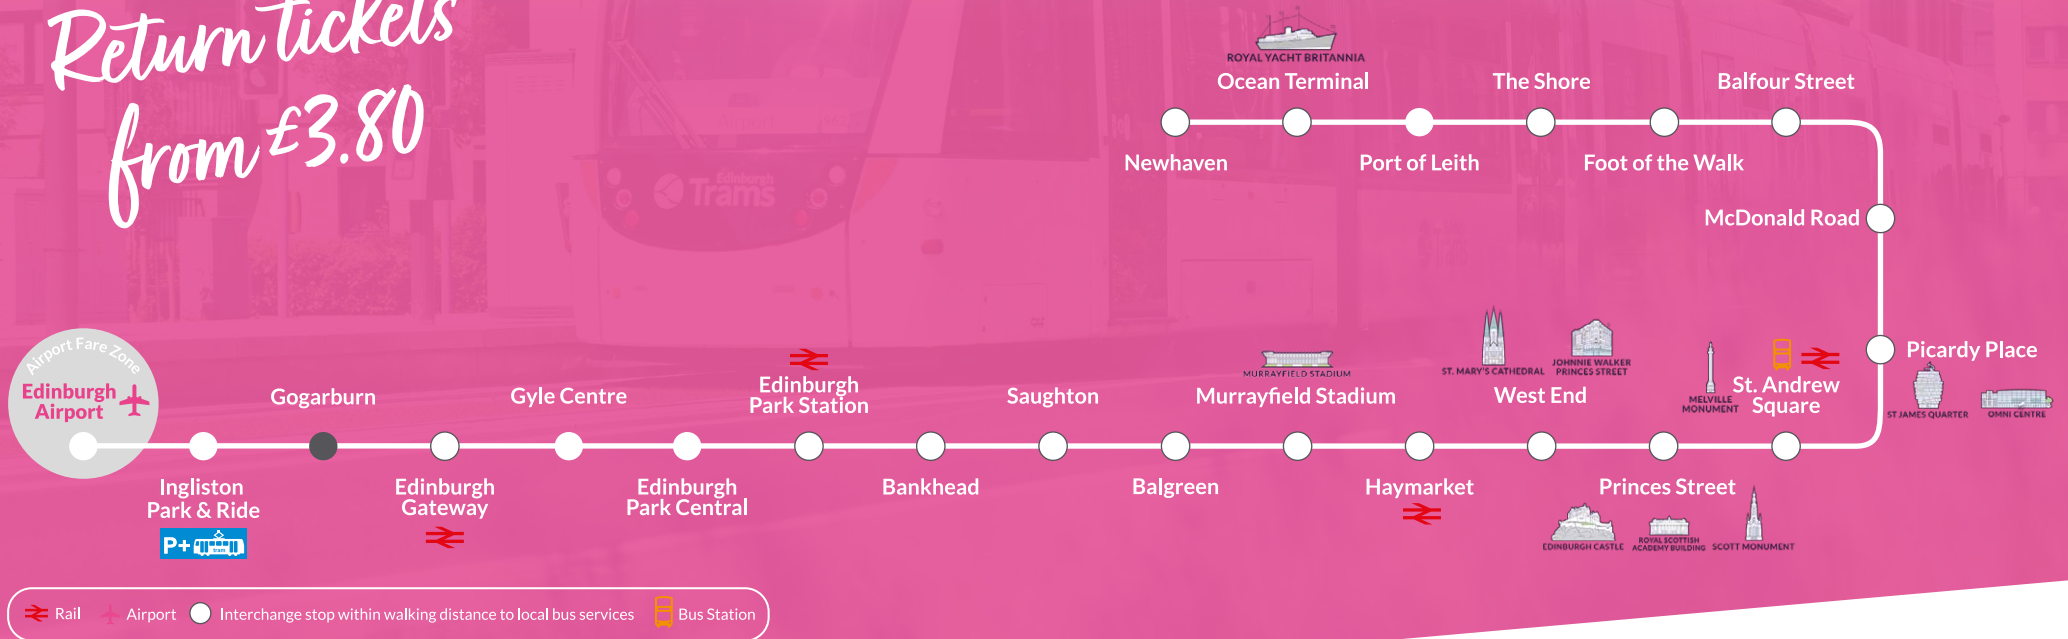 Return tickets
from £3.80
Edinburgh
Trams
ROYAL YACHT BRITANNIA
Ocean Terminal
The Shore
Balfour Street
Newhaven
Port of Leith
Foot of the Walk
McDonald Road
Picardy Place
ST JAMES QUARTER
OMNI CENTRE
Airport Fare Zone
Edinburgh
Airport
Gogarburn
Gyle Centre
Edinburgh
Park Station
Saughton
MURRAYFIELD STADIUM
Murrayfield Stadium
ST. MARY'S CATHEDRAL
JOHNNIE WALKER
PRINCES STREET
West End
MELVILLE
MONUMENT
St. Andrew
Square
Ingliston
Park & Ride
P+
tram
Edinburgh
Gateway
Edinburgh
Park Central
Bankhead
Balgreen
Haymarket
Princes Street
EDINBURGH CASTLE
ROYAL SCOTTISH
ACADEMY BUILDING
SCOTT MONUMENT
Rail
Airport
Interchange stop within walking distance to local bus services
Bus Station